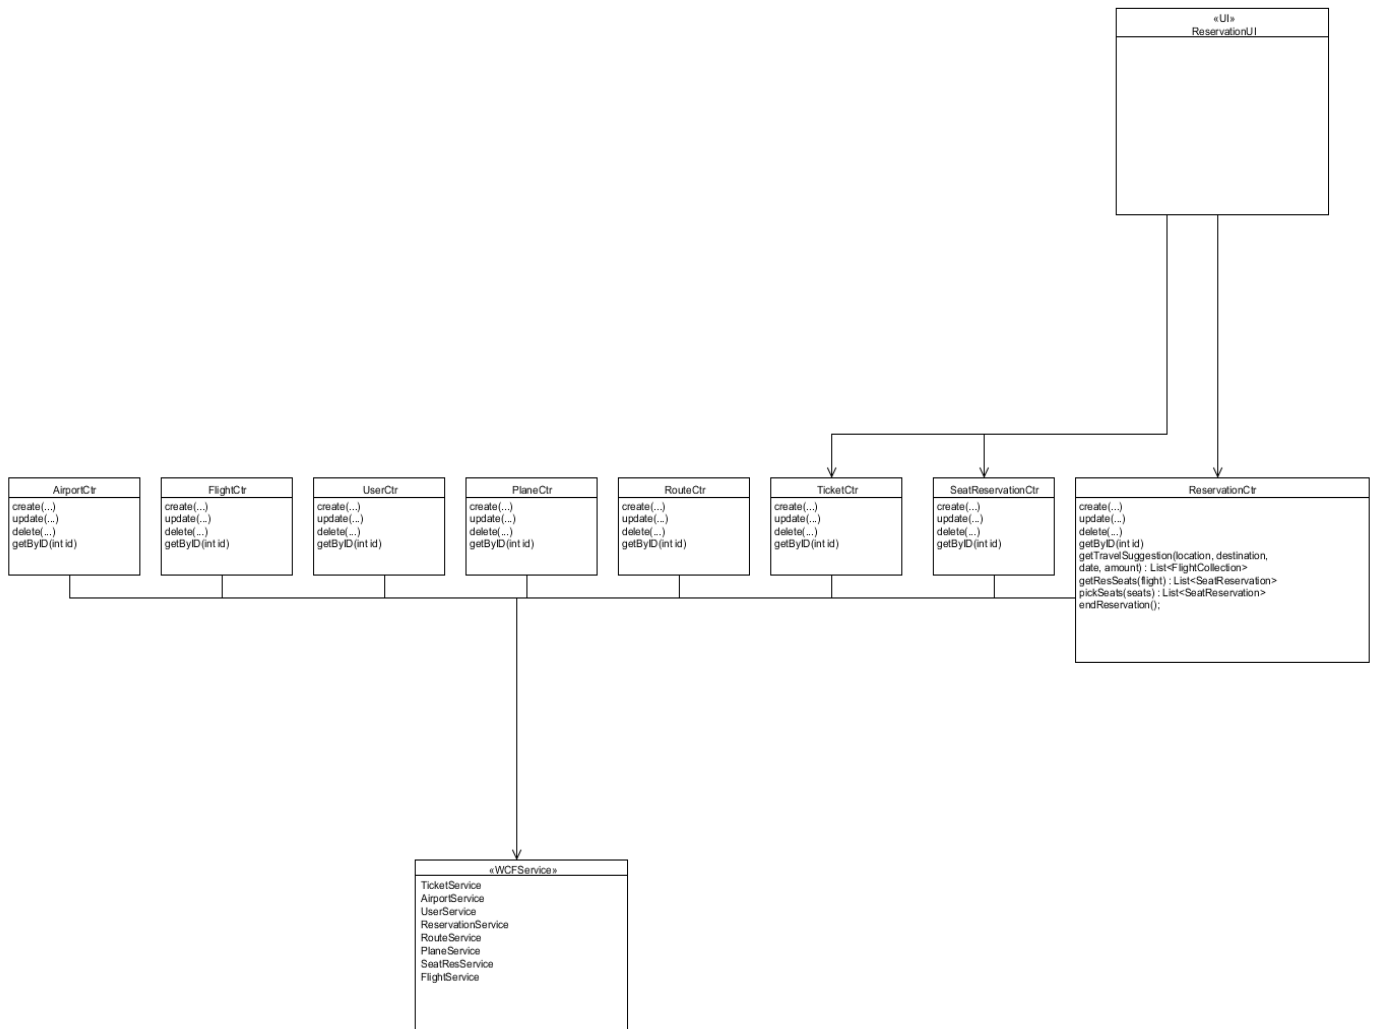 «UI»
ReservationUI
AirportCtr
create(...)
update(...)
delete(...)
getByID(int id)
FlightCtr
create(...)
update(...)
delete(...)
getByID(int id)
UserCtr
create(...)
update(...)
delete(...)
getByID(int id)
PlaneCtr
create(...)
update(...)
delete(...)
getByID(int id)
RouteCtr
create(...)
update(...)
delete(...)
getByID(int id)
TicketCtr
create(...)
update(...)
delete(...)
getByID(int id)
SeatReservationCtr
create(...)
update(...)
delete(...)
getByID(int id)
ReservationCtr
create(...)
update(...)
delete(...)
getByID(int id)
getTravelSuggestion(location, destination,
date, amount) : List<FlightCollection>
getResSeats(flight) : List<SeatReservation>
pickSeats(seats) : List<SeatReservation>
endReservation();
«WCFService»
TicketService
AirportService
UserService
ReservationService
RouteService
PlaneService
SeatResService
FlightService